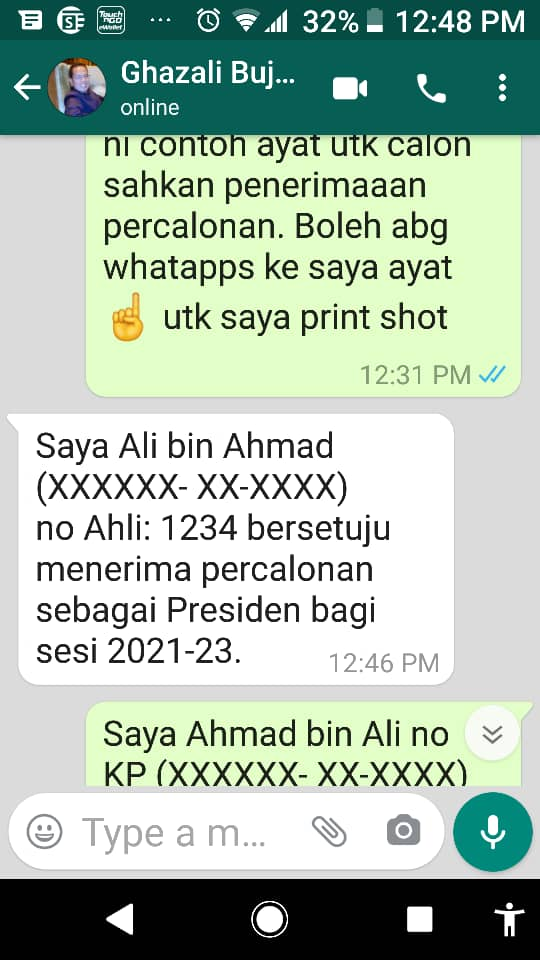 Touch
'nGO
eWallet
32%
12:48 PM
Ghazali Buj...
online
ni contoh ayat utk calon
sahkan penerimaaan
percalonan. Boleh abg
whatapps ke saya ayat
☝ utk saya print shot
12:31 PM
Saya Ali bin Ahmad
(XXXXXX- XX-XXXX)
no Ahli: 1234 bersetuju
menerima percalonan
sebagai Presiden bagi
sesi 2021-23.
12:46 PM
Saya Ahmad bin Ali no
KP (XXXXXX- XX-XXXX)
Type a m...